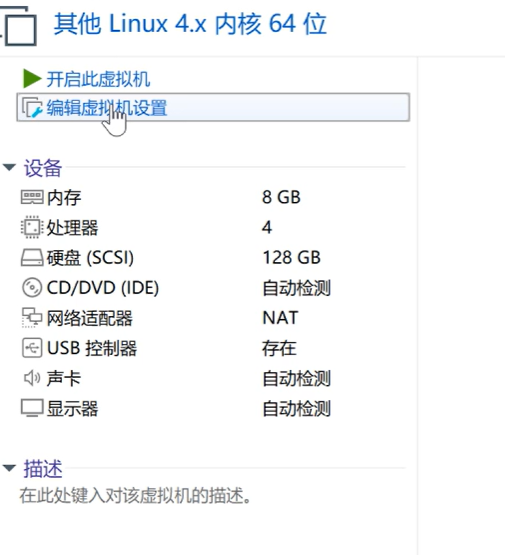 其他 Linux 4.x 内核 64 位
开启此虚拟机
编辑虚拟机设置
设备
内存 8 GB
处理器 4
硬盘 (SCSI) 128 GB
CD/DVD (IDE) 自动检测
网络适配器 NAT
USB 控制器 存在
声卡 自动检测
显示器 自动检测
描述
在此处键入对该虚拟机的描述。